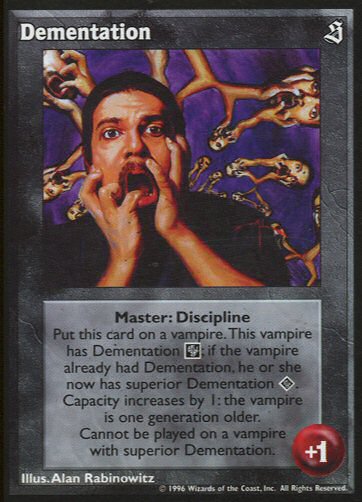 Dementation
Master: Discipline
Put this card on a vampire. This vampire
has Dementation : if the vampire
already had Dementation, he or she
now has superior Dementation .
Capacity increases by 1: the vampire
is one generation older.
Cannot be played on a vampire
with superior Dementation.
+1
Illus. Alan Rabinowitz
© 1996 Wizards of the Coast, Inc. All Rights Reserved.